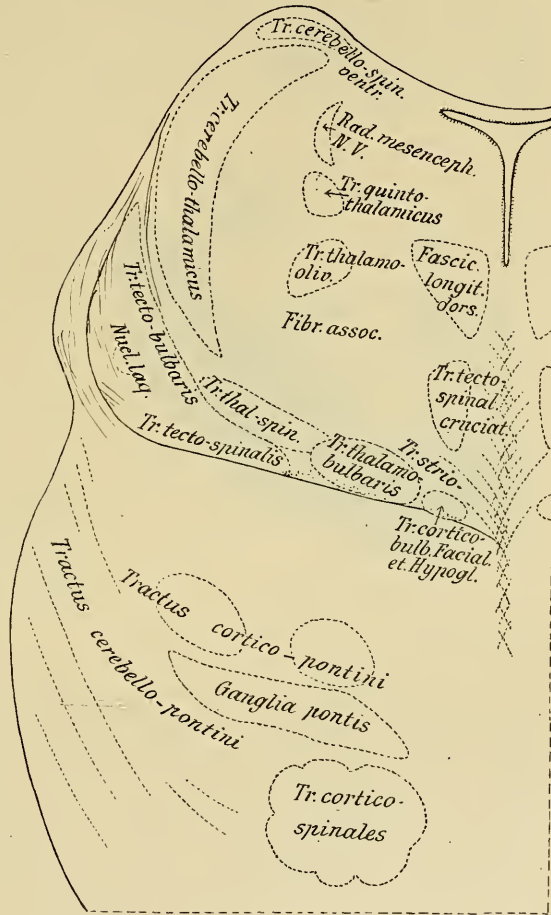 Tr. cerebello-spin.
ventr.
Tr. cerebello-thalamicus
Rad. mesenceph.
N. V.
Tr. quinto-
thalamicus
Tr. thalamo-
oliv.
Fascic.
longit.
dors.
Fibr. assoc.
Tr. tecto-bulbaris
Nucl. laq.
Tr. tecto-
spinal
cruciat
Tr. thal.-spin.
Tr. tecto-spinalis
Tr. thalamo-
bulbaris
Tr. strio-
Tr. cortico-
bulb. Facial.
et. Hypogl.
Tractus cerebello-pontini
Tractus cortico-pontini
Ganglia pontis
Tr. cortico-
spinales